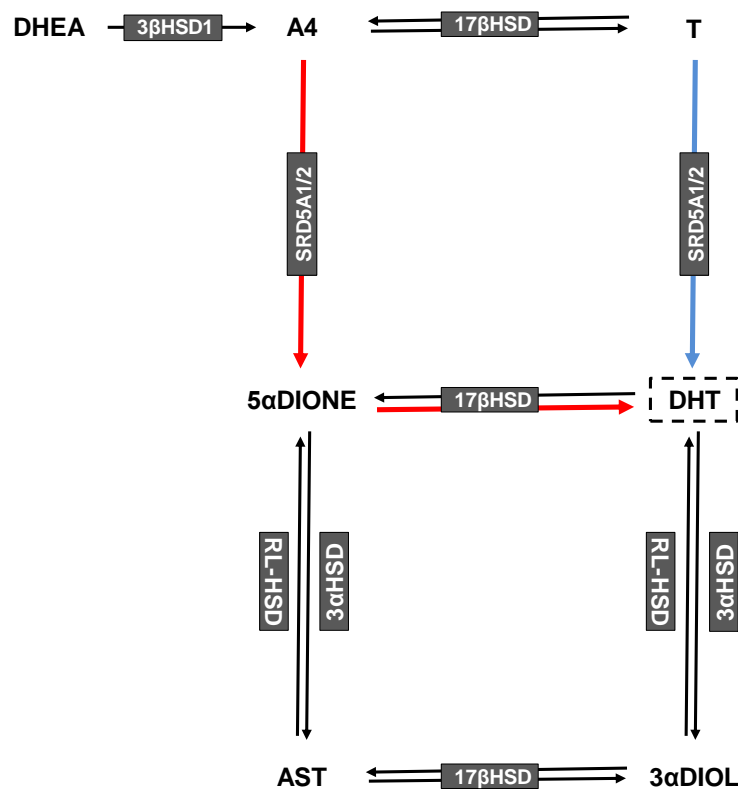 DHEA 3βHSD1 A4 17βHSD T
SRD5A1/2 SRD5A1/2
5αDIONE 17βHSD DHT
RL-HSD 3αHSD RL-HSD 3αHSD
AST 17βHSD 3αDIOL